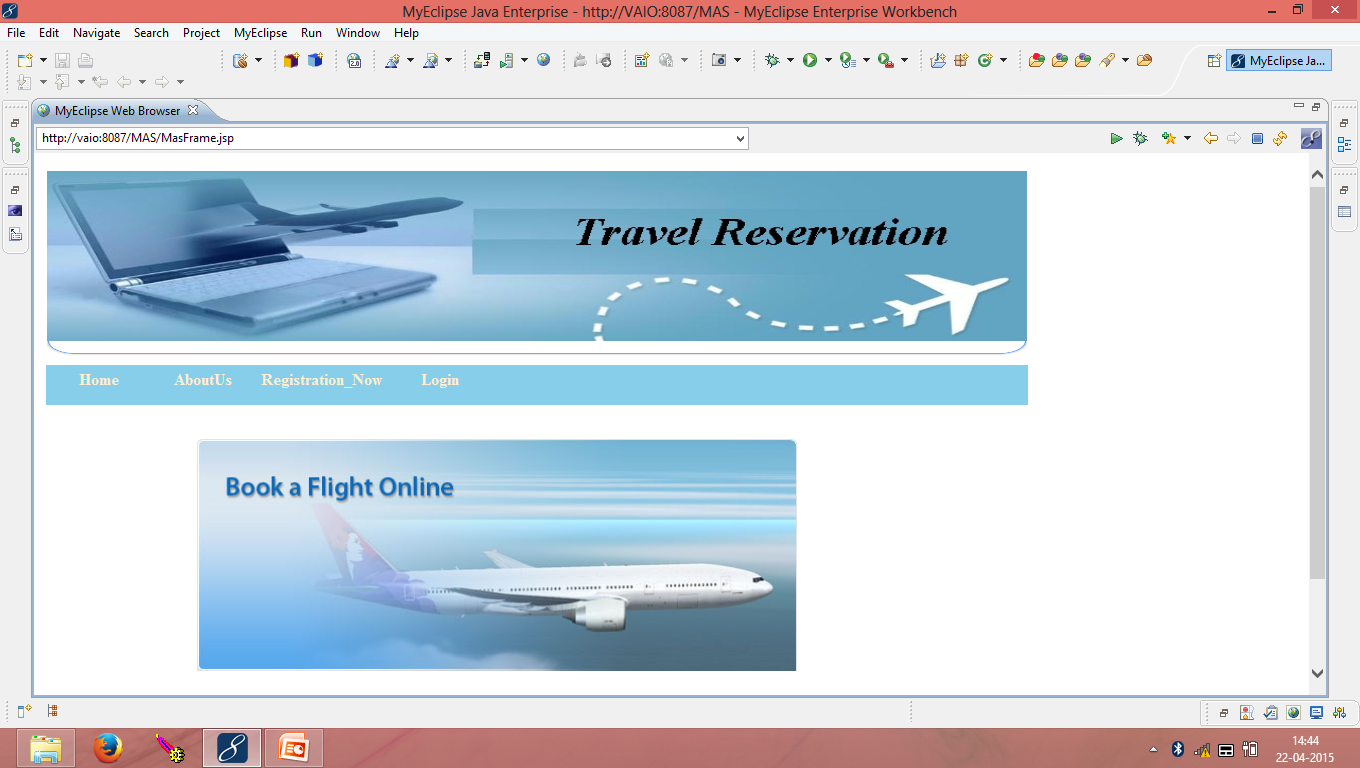 MyEclipse Java Enterprise - http://VAIO:8087/MAS - MyEclipse Enterprise Workbench
File Edit Navigate Search Project MyEclipse Run Window Help
MyEclipse Ja...
MyEclipse Web Browser
http://vaio:8087/MAS/MasFrame.jsp
Travel Reservation
Home AboutUs Registration_Now Login
Book a Flight Online
14:44
22-04-2015